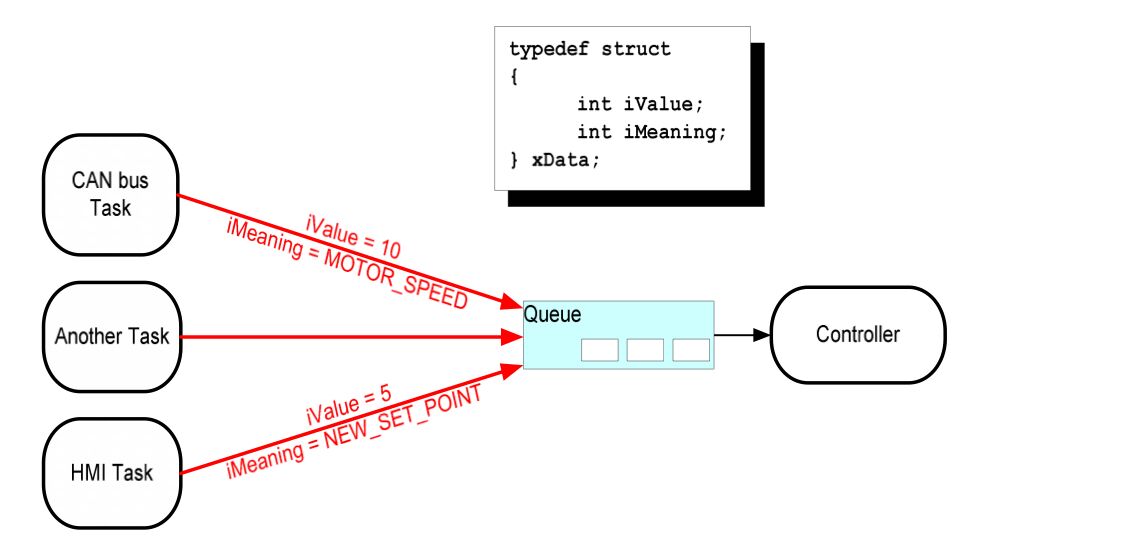 typedef struct
{
int iValue;
int iMeaning;
} xData;
CAN bus
Task
iValue = 10
iMeaning = MOTOR_SPEED
Queue
Another Task
Controller
iValue = 5
iMeaning = NEW_SET_POINT
HMI Task